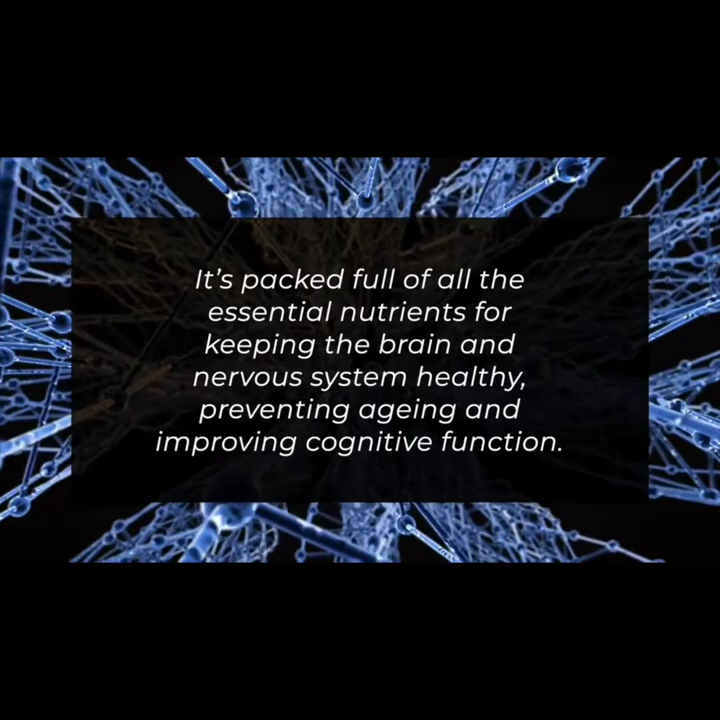 It’s packed full of all the
essential nutrients for
keeping the brain and
nervous system healthy,
preventing ageing and
improving cognitive function.